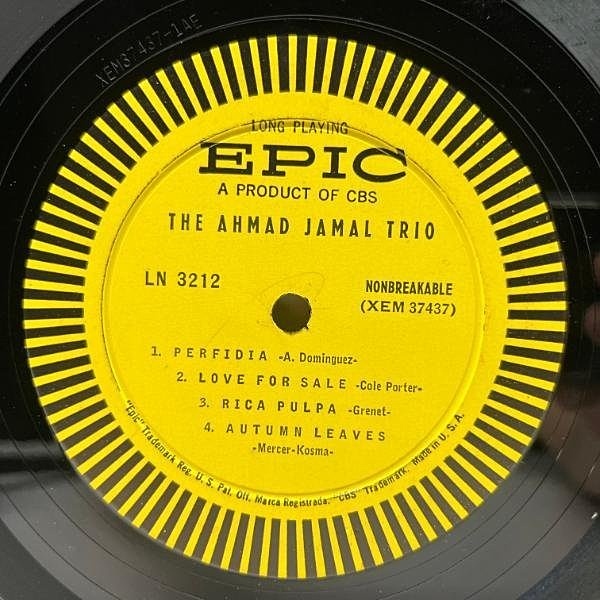 XEM37437-1AE
LONG PLAYING
EPIC
A PRODUCT OF CBS
THE AHMAD JAMAL TRIO
LN 3212
NONBREAKABLE
(XEM 37437)
1. PERFIDIA -A. Dominguez-
2. LOVE FOR SALE -Cole Porter-
3. RICA PULPA -Grenet-
4. AUTUMN LEAVES
-Mercer-Kosma-
"Epic" Trademark Reg. U. S. Pat. Off. Marca Registrada. "CBS" Trademark. Made in U. S. A.